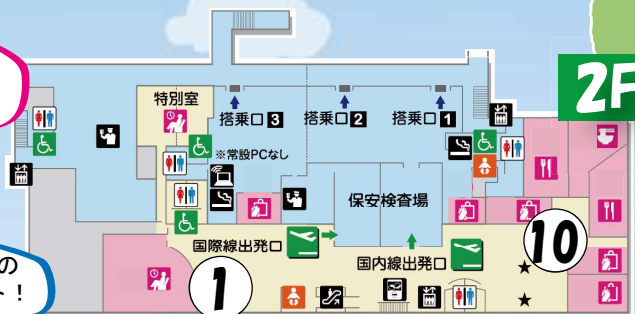 2F
特別室
搭乗口 3
搭乗口 2
搭乗口 1
※常設PCなし
保安検査場
国際線出発口
国内線出発口
10
1
の
ト！